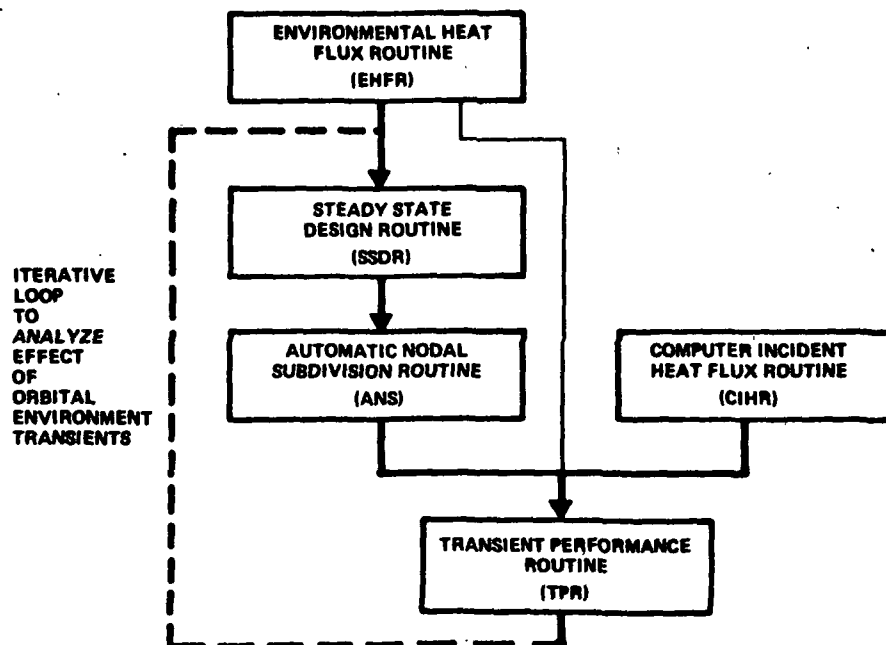 ENVIRONMENTAL HEAT
FLUX ROUTINE
(EHFR)
STEADY STATE
DESIGN ROUTINE
(SSDR)
ITERATIVE
LOOP
TO
ANALYZE
EFFECT
OF
ORBITAL
ENVIRONMENT
TRANSIENTS
AUTOMATIC NODAL
SUBDIVISION ROUTINE
(ANS)
COMPUTER INCIDENT
HEAT FLUX ROUTINE
(CIHR)
TRANSIENT PERFORMANCE
ROUTINE
(TPR)